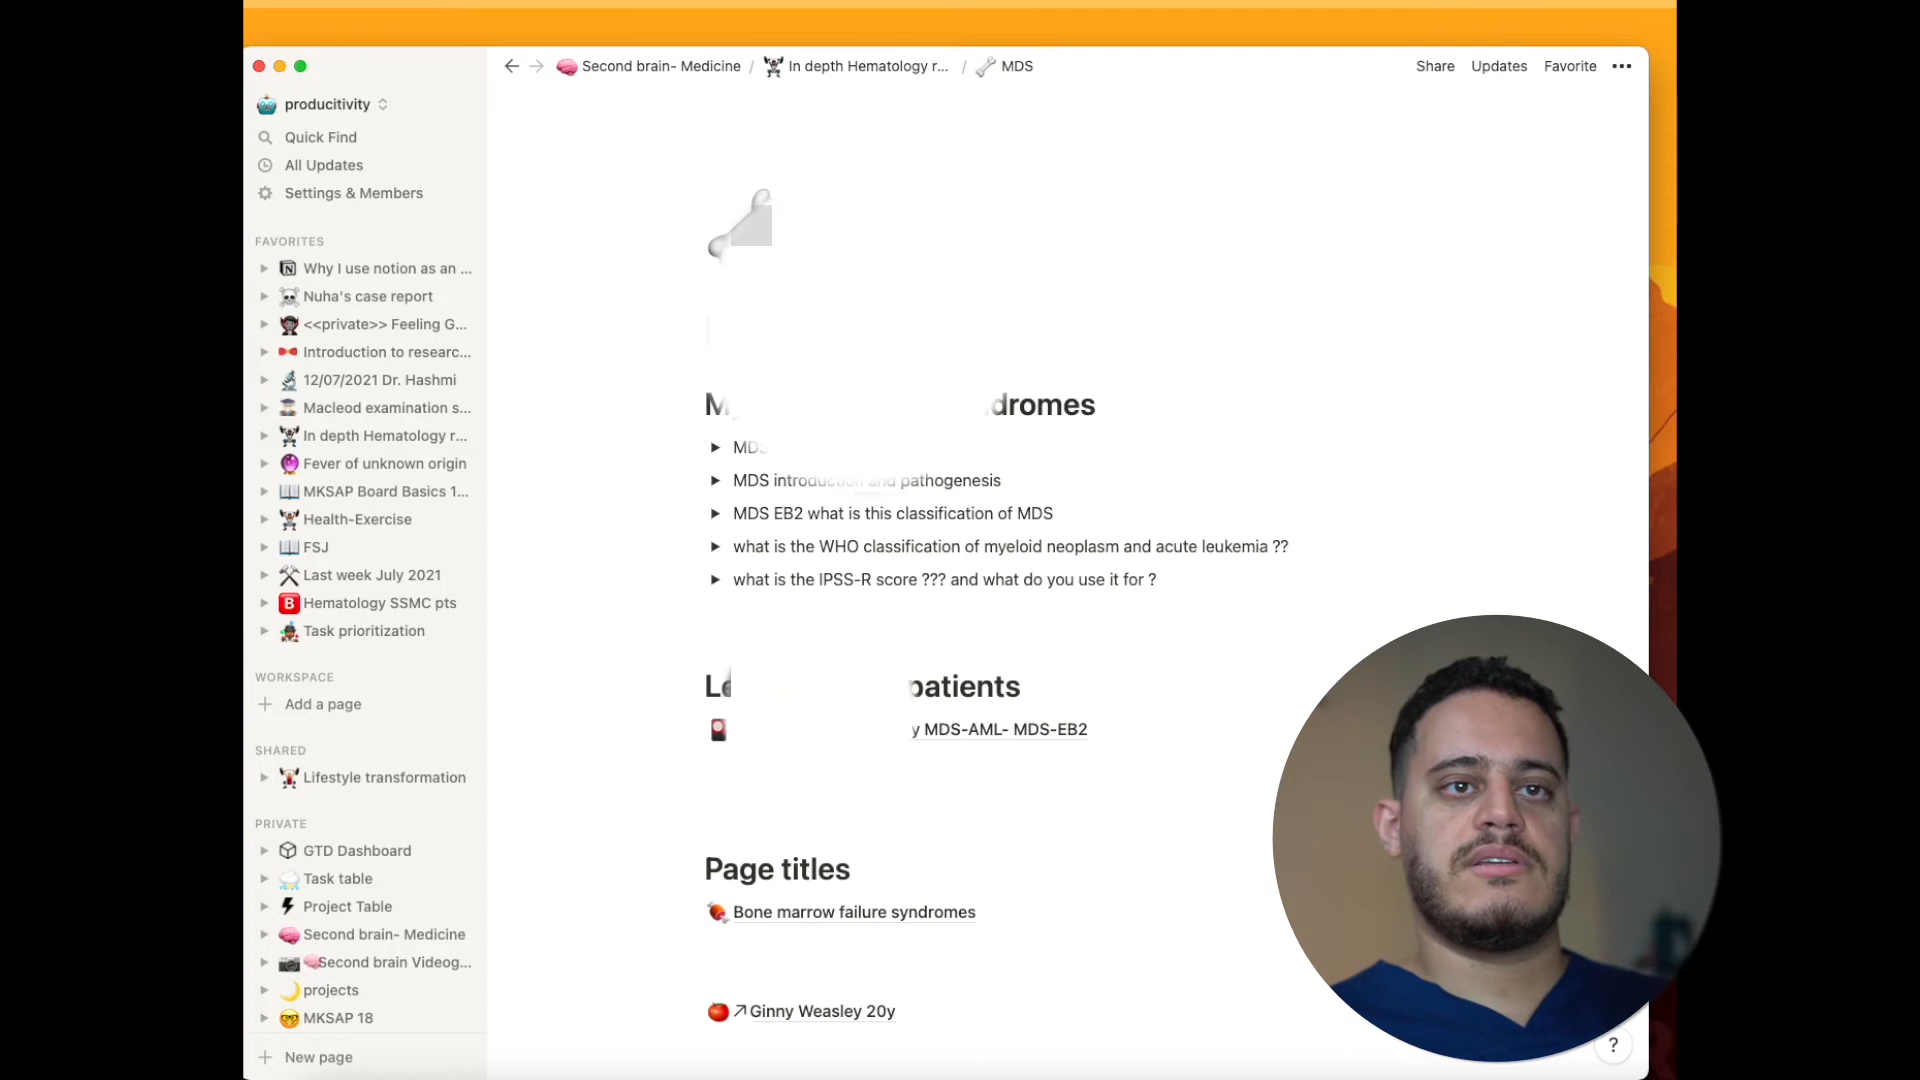 Second brain- Medicine / In depth Hematology r... / MDS
Share Updates Favorite
producitivity
Quick Find
All Updates
Settings & Members
FAVORITES
Why I use notion as an ...
Nuha's case report
<<private>> Feeling G...
Introduction to researc...
12/07/2021 Dr. Hashmi
Macleod examination s...
In depth Hematology r...
Fever of unknown origin
MKSAP Board Basics 1...
Health-Exercise
FSJ
Last week July 2021
B Hematology SSMC pts
Task prioritization
WORKSPACE
Add a page
SHARED
Lifestyle transformation
PRIVATE
GTD Dashboard
Task table
Project Table
Second brain- Medicine
Second brain Videog...
projects
MKSAP 18
New page
dromes
MDS
MDS introduction and pathogenesis
MDS EB2 what is this classification of MDS
what is the WHO classification of myeloid neoplasm and acute leukemia ??
what is the IPSS-R score ??? and what do you use it for ?
patients
y MDS-AML- MDS-EB2
Page titles
Bone marrow failure syndromes
Ginny Weasley 20y
?